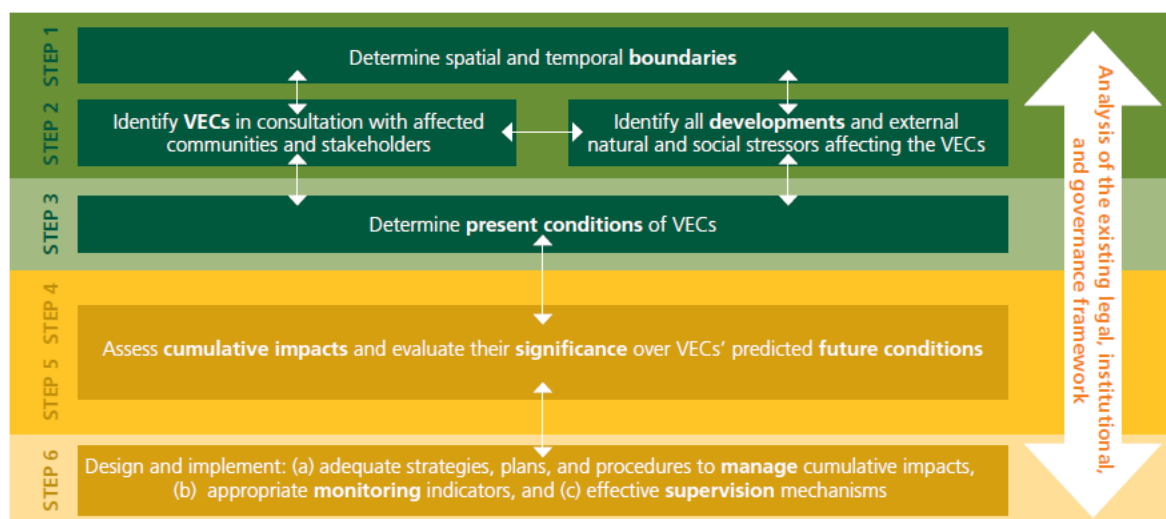 STEP 1
Determine spatial and temporal boundaries
STEP 2
Identify VECs in consultation with affected
communities and stakeholders
Identify all developments and external
natural and social stressors affecting the VECs
STEP 3
Determine present conditions of VECs
STEP 4
STEP 5
Assess cumulative impacts and evaluate their significance over VECs’ predicted future conditions
STEP 6
Design and implement: (a) adequate strategies, plans, and procedures to manage cumulative impacts,
(b) appropriate monitoring indicators, and (c) effective supervision mechanisms
Analysis of the existing legal, institutional,
and governance framework